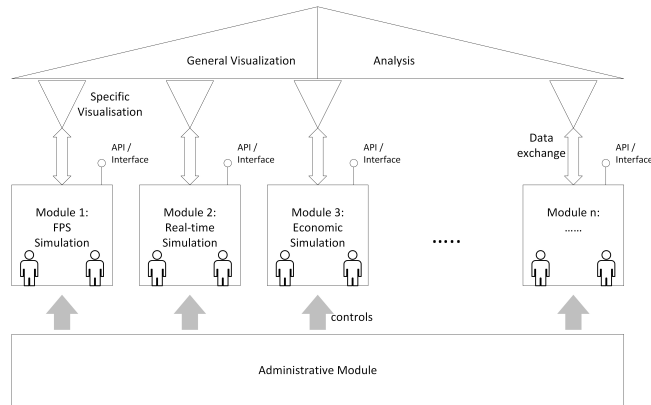 General Visualization
Analysis
Specific
Visualisation
API /
Interface
API /
Interface
API /
Interface
Data
exchange
API /
Interface
Module 1:
FPS
Simulation
Module 2:
Real-time
Simulation
Module 3:
Economic
Simulation
.....
Module n:
......
controls
Administrative Module